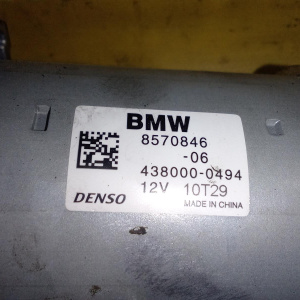 BMW
8570846
-06
438000-0494
DENSO 12V 10T29
MADE IN CHINA